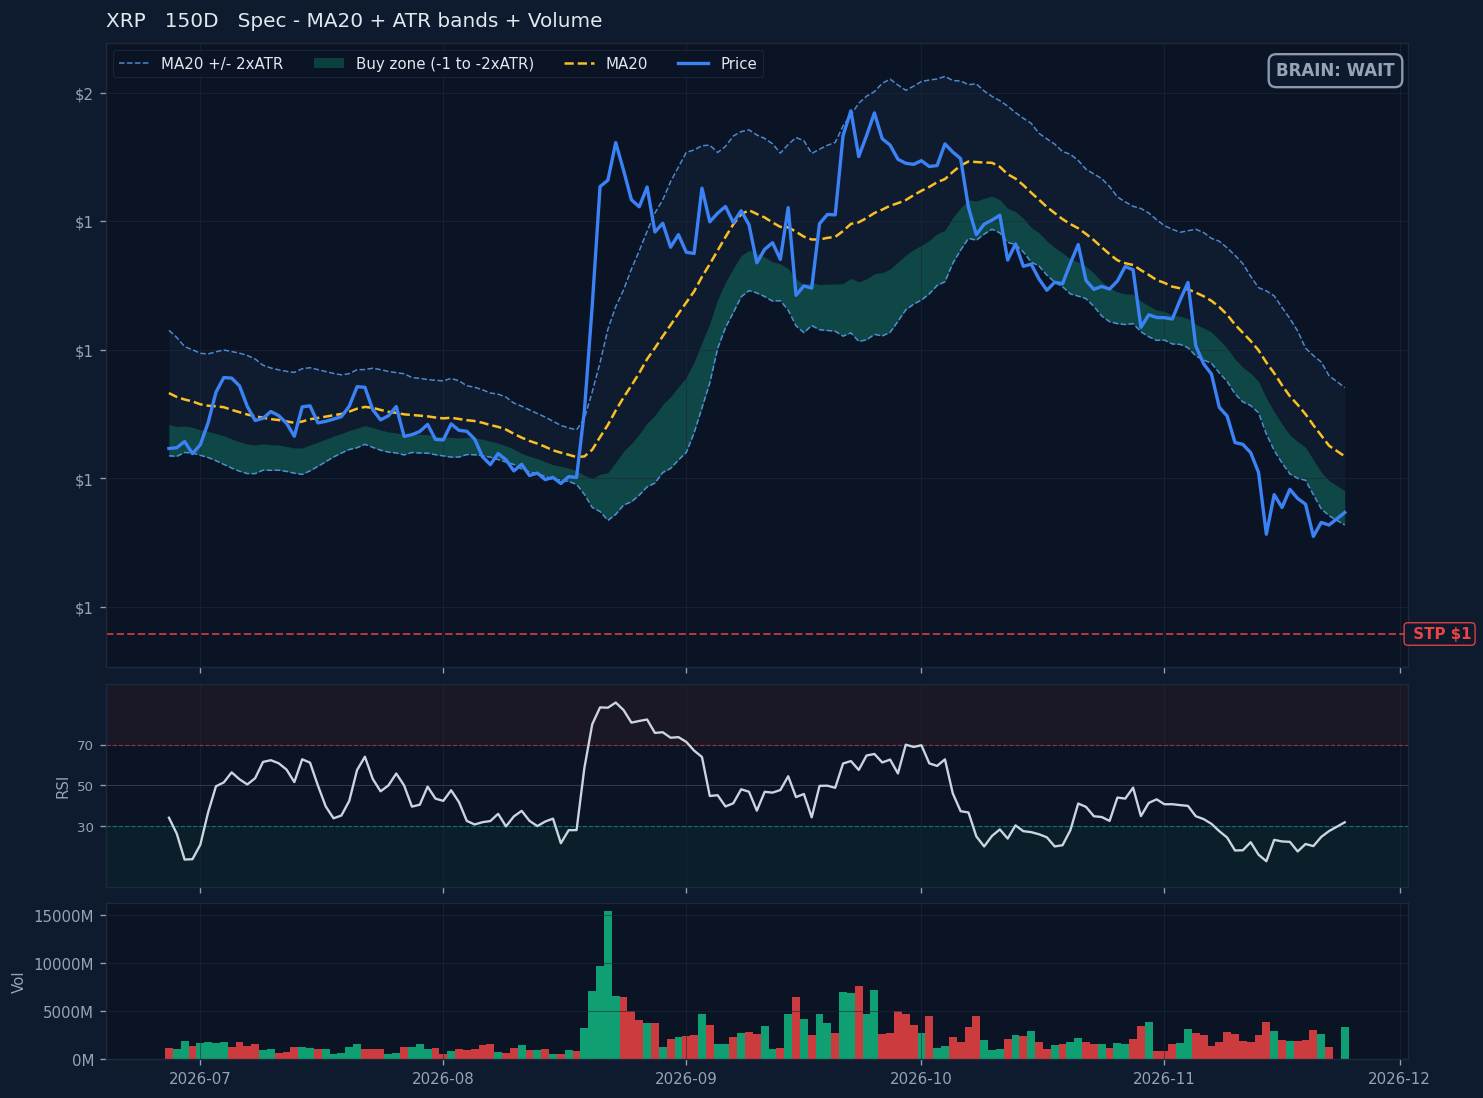 XRP   150D   Spec - MA20 + ATR bands + Volume
MA20 +/- 2xATR
Buy zone (-1 to -2xATR)
MA20
Price
BRAIN: WAIT
$2
$1
$1
$1
$1
STP $1
70
50
30
RSI
15000M
10000M
5000M
0M
Vol
2026-07
2026-08
2026-09
2026-10
2026-11
2026-12